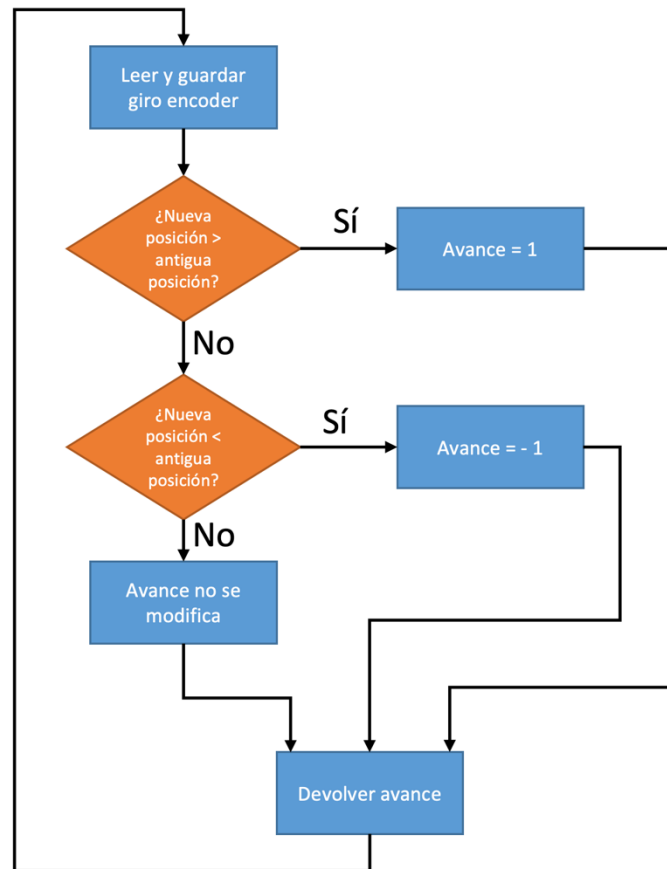 Leer y guardar
giro encoder
¿Nueva
posición >
antigua
posición?
Sí
Avance = 1
No
¿Nueva
posición <
antigua
posición?
Sí
Avance = - 1
No
Avance no se
modifica
Devolver avance